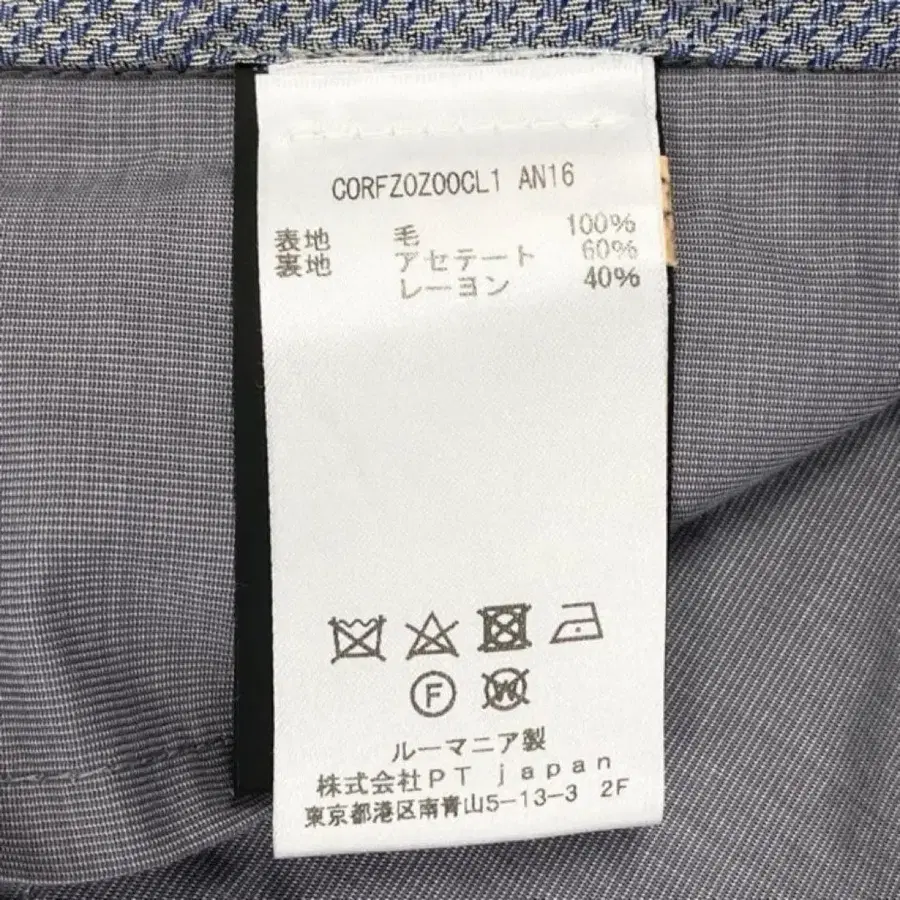 CORFZ0Z00CL1 AN16
表地 毛 100%
裏地 アセテート 60%
レーヨン 40%
F W
ルーマニア製
株式会社PT japan
東京都港区南青山5-13-3 2F